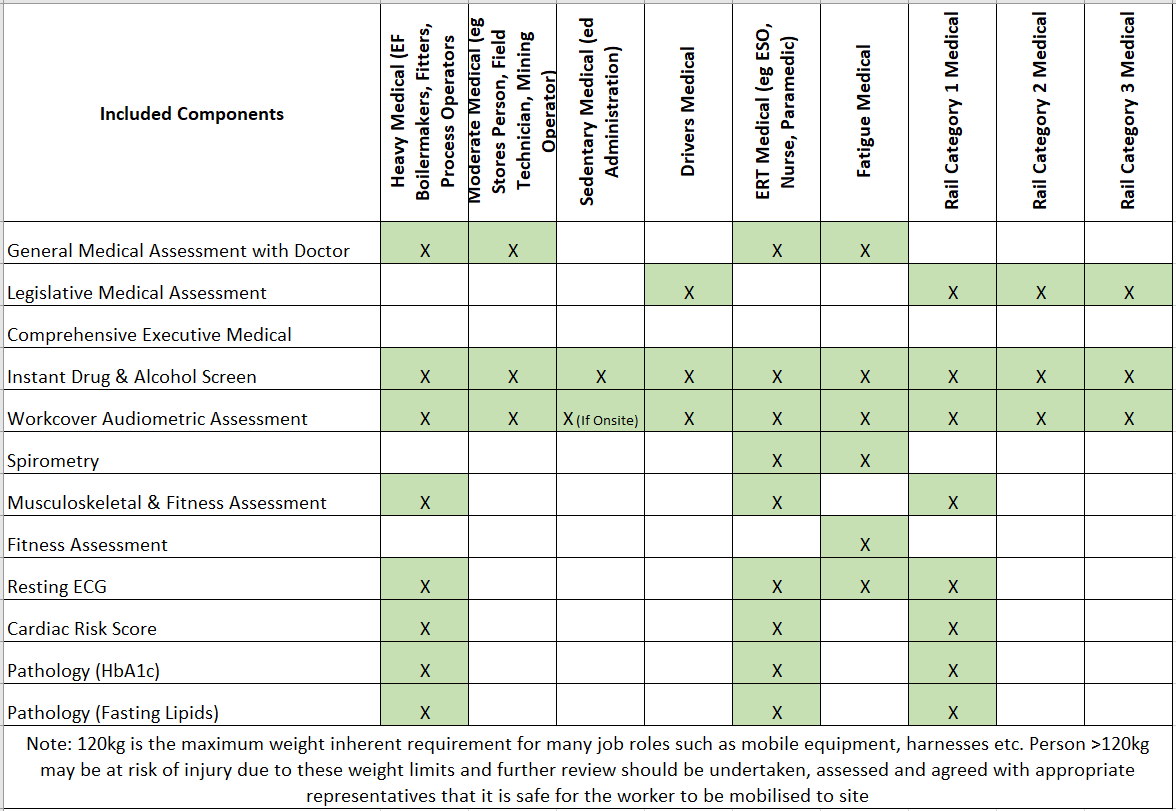 Included Components
Heavy Medical (EF
Boilermakers, Fitters,
Process Operators
Moderate Medical (eg
Stores Person, Field
Technician, Mining
Operator)
Sedentary Medical (ed
Administration)
Drivers Medical
ERT Medical (eg ESO,
Nurse, Paramedic)
Fatigue Medical
Rail Category 1 Medical
Rail Category 2 Medical
Rail Category 3 Medical
General Medical Assessment with Doctor X X X X
Legislative Medical Assessment X X X X
Comprehensive Executive Medical
Instant Drug & Alcohol Screen X X X X X X X X X
Workcover Audiometric Assessment X X X (If Onsite) X X X X X X
Spirometry X X
Musculoskeletal & Fitness Assessment X X X
Fitness Assessment X
Resting ECG X X X X
Cardiac Risk Score X X X
Pathology (HbA1c) X X X
Pathology (Fasting Lipids) X X X
Note: 120kg is the maximum weight inherent requirement for many job roles such as mobile equipment, harnesses etc. Person >120kg
may be at risk of injury due to these weight limits and further review should be undertaken, assessed and agreed with appropriate
representatives that it is safe for the worker to be mobilised to site